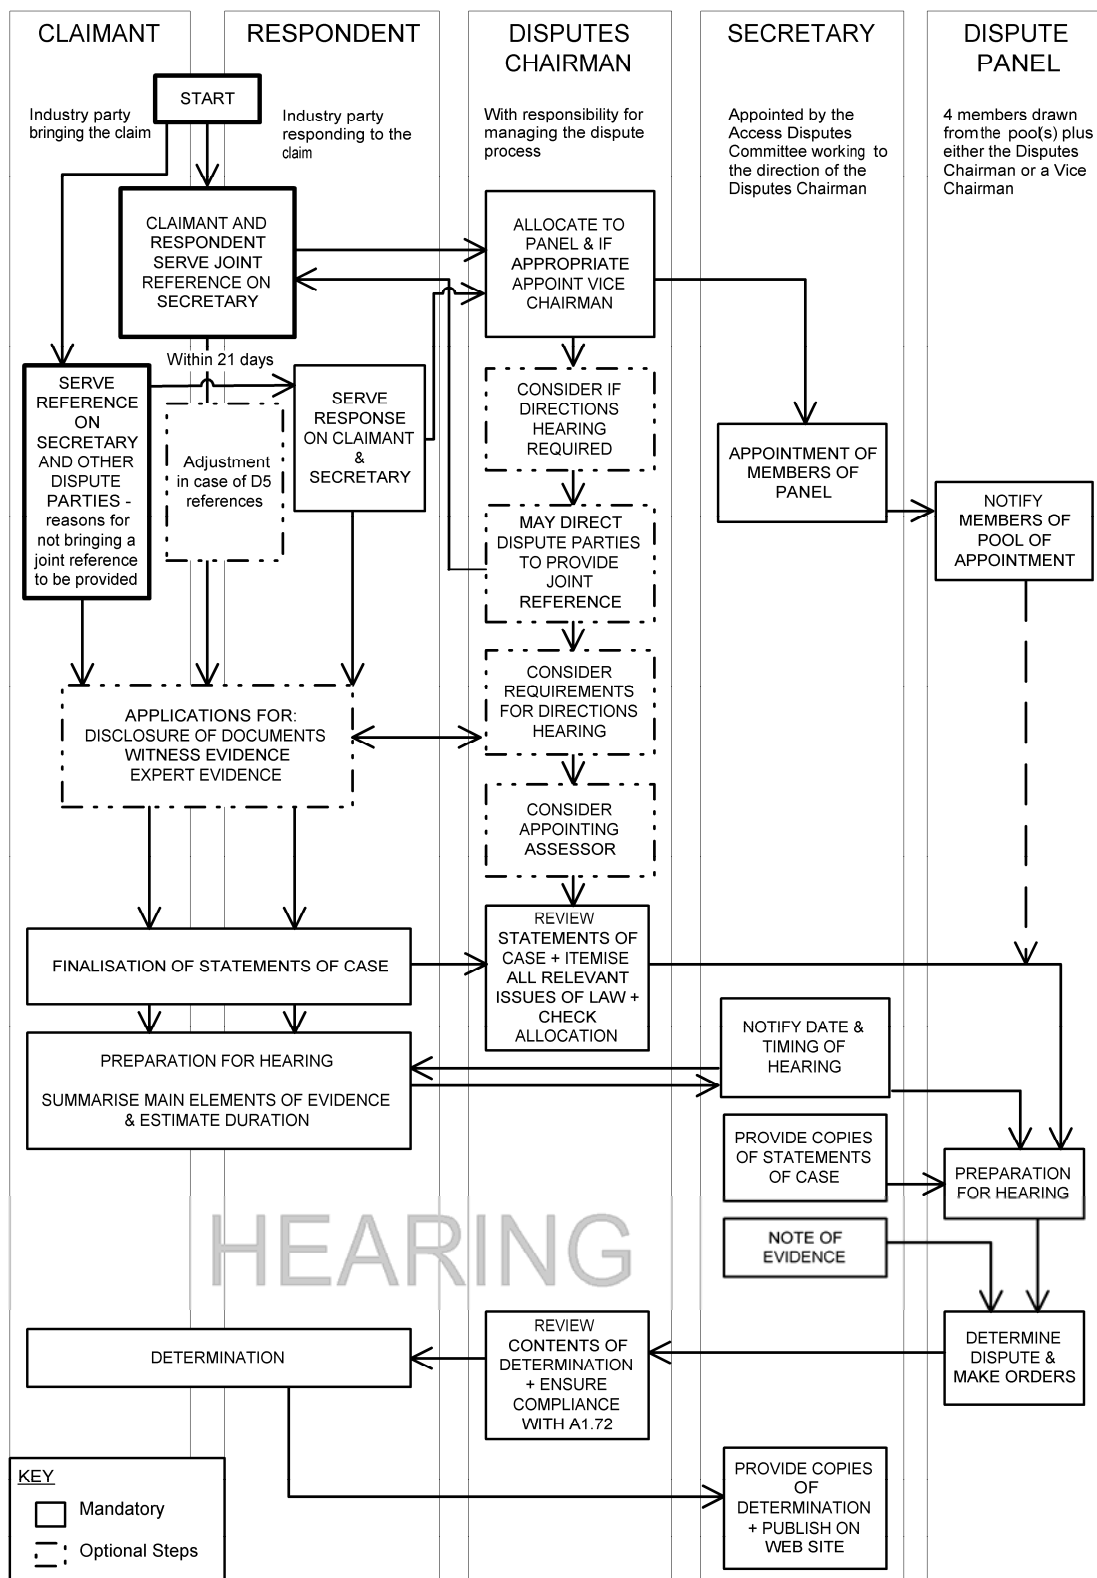 CLAIMANT
RESPONDENT
DISPUTES
CHAIRMAN
SECRETARY
DISPUTE
PANEL
START
Industry party
bringing the claim
Industry party
responding to the
claim
With responsibility for
managing the dispute
process
Appointed by the
Access Disputes
Committee working to
the direction of the
Disputes Chairman
4 members drawn
from the pool(s) plus
either the Disputes
Chairman or a Vice
Chairman
CLAIMANT AND
RESPONDENT
SERVE JOINT
REFERENCE ON
SECRETARY
ALLOCATE TO
PANEL & IF
APPROPRIATE
APPOINT VICE
CHAIRMAN
Within 21 days
SERVE
REFERENCE
ON
SECRETARY
AND OTHER
DISPUTE
PARTIES -
reasons for
not bringing a
joint reference
to be provided
Adjustment
in case of D5
references
SERVE
RESPONSE
ON CLAIMANT
&
SECRETARY
CONSIDER IF
DIRECTIONS
HEARING
REQUIRED
APPOINTMENT OF
MEMBERS OF
PANEL
NOTIFY
MEMBERS OF
POOL OF
APPOINTMENT
MAY DIRECT
DISPUTE PARTIES
TO PROVIDE
JOINT
REFERENCE
CONSIDER
REQUIREMENTS
FOR DIRECTIONS
HEARING
APPLICATIONS FOR:
DISCLOSURE OF DOCUMENTS
WITNESS EVIDENCE
EXPERT EVIDENCE
CONSIDER
APPOINTING
ASSESSOR
FINALISATION OF STATEMENTS OF CASE
REVIEW
STATEMENTS OF
CASE + ITEMISE
ALL RELEVANT
ISSUES OF LAW +
CHECK
ALLOCATION
PREPARATION FOR HEARING
SUMMARISE MAIN ELEMENTS OF EVIDENCE
& ESTIMATE DURATION
NOTIFY DATE &
TIMING OF
HEARING
PROVIDE COPIES
OF STATEMENTS
OF CASE
PREPARATION
FOR HEARING
HEARING
NOTE OF
EVIDENCE
DETERMINATION
REVIEW
CONTENTS OF
DETERMINATION
+ ENSURE
COMPLIANCE
WITH A1.72
DETERMINE
DISPUTE &
MAKE ORDERS
PROVIDE COPIES
OF
DETERMINATION
+ PUBLISH ON
WEB SITE
KEY
Mandatory
Optional Steps